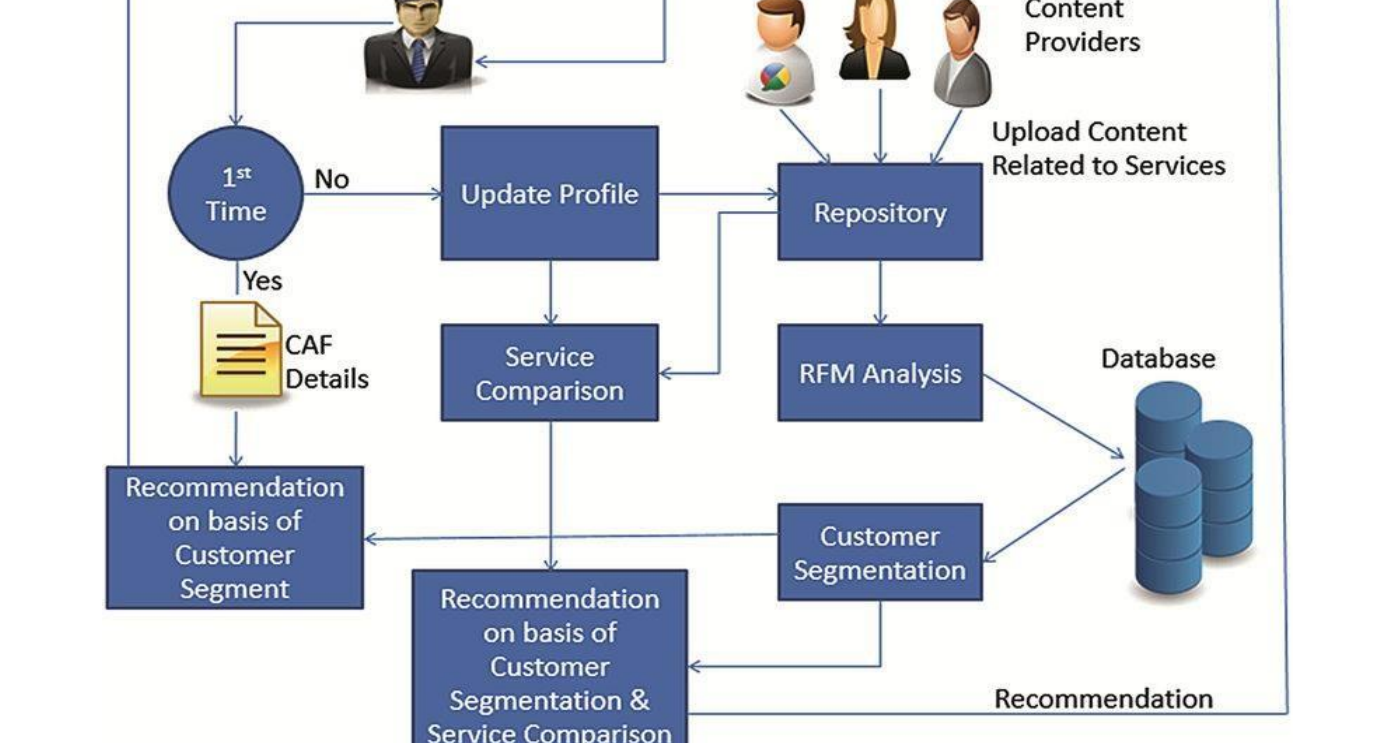 Content
Providers
Upload Content
Related to Services
1st
Time
No
Update Profile
Repository
Yes
CAF
Details
Service
Comparison
RFM Analysis
Database
Recommendation
on basis of
Customer
Segment
Customer
Segmentation
Recommendation
on basis of
Customer
Segmentation &
Service Comparison
Recommendation